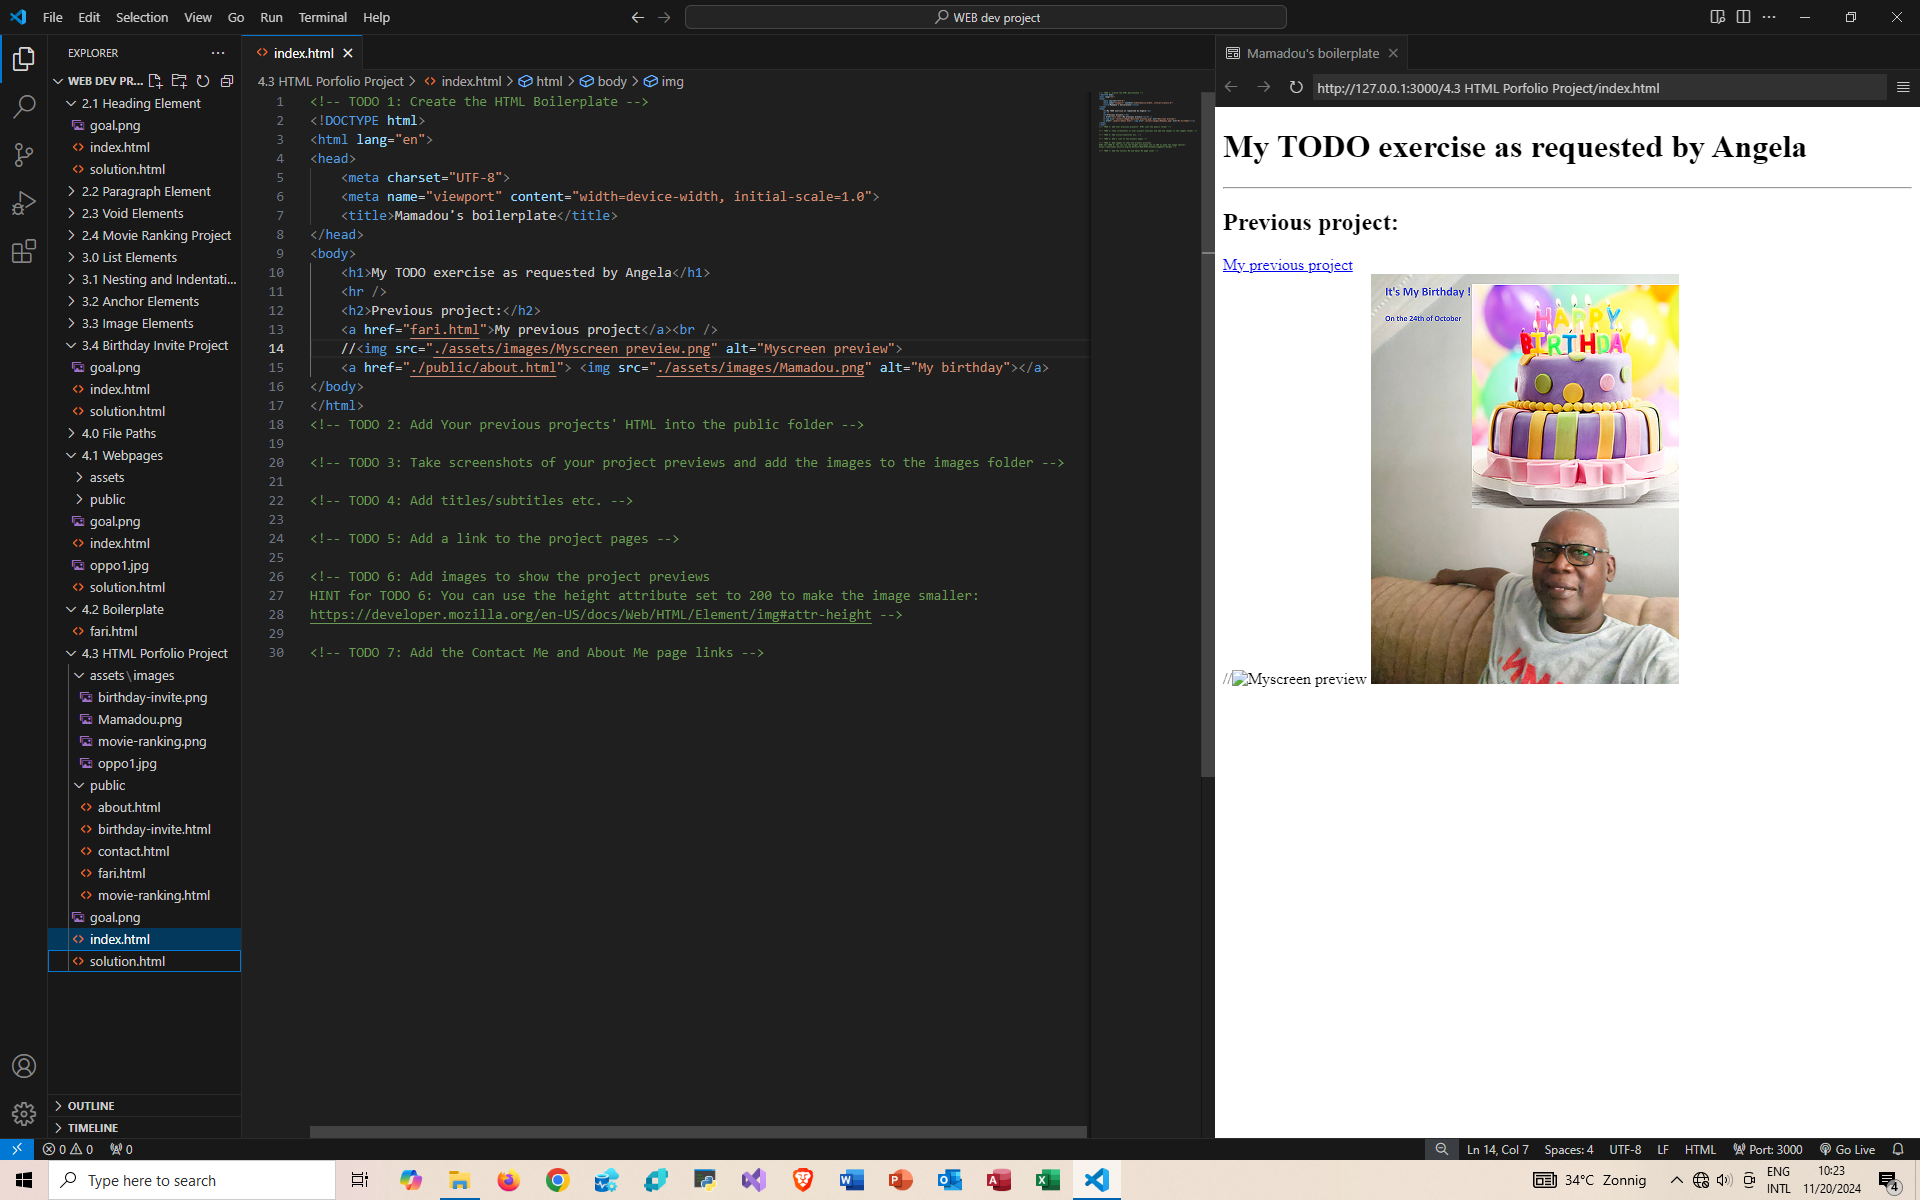 File Edit Selection View Go Run Terminal Help
WEB dev project
EXPLORER
WEB DEV PR...
2.1 Heading Element
goal.png
index.html
solution.html
2.2 Paragraph Element
2.3 Void Elements
2.4 Movie Ranking Project
3.0 List Elements
3.1 Nesting and Indentati...
3.2 Anchor Elements
3.3 Image Elements
3.4 Birthday Invite Project
goal.png
index.html
solution.html
4.0 File Paths
4.1 Webpages
assets
public
goal.png
index.html
oppo1.jpg
solution.html
4.2 Boilerplate
fari.html
4.3 HTML Porfolio Project
assets\images
birthday-invite.png
Mamadou.png
movie-ranking.png
oppo1.jpg
public
about.html
birthday-invite.html
contact.html
fari.html
movie-ranking.html
goal.png
index.html
solution.html
OUTLINE
TIMELINE
index.html
4.3 HTML Porfolio Project > index.html > html > body > img
1 <!-- TODO 1: Create the HTML Boilerplate -->
2 <!DOCTYPE html>
3 <html lang="en">
4 <head>
5 <meta charset="UTF-8">
6 <meta name="viewport" content="width=device-width, initial-scale=1.0">
7 <title>Mamadou's boilerplate</title>
8 </head>
9 <body>
10 <h1>My TODO exercise as requested by Angela</h1>
11 <hr />
12 <h2>Previous project:</h2>
13 <a href="fari.html">My previous project</a><br />
14 //<img src="./assets/images/Myscreen preview.png" alt="Myscreen preview">
15 <a href="./public/about.html"> <img src="./assets/images/Mamadou.png" alt="My birthday"></a>
16 </body>
17 </html>
18 <!-- TODO 2: Add Your previous projects' HTML into the public folder -->
19
20 <!-- TODO 3: Take screenshots of your project previews and add the images to the images folder -->
21
22 <!-- TODO 4: Add titles/subtitles etc. -->
23
24 <!-- TODO 5: Add a link to the project pages -->
25
26 <!-- TODO 6: Add images to show the project previews
27 HINT for TODO 6: You can use the height attribute set to 200 to make the image smaller:
28 https://developer.mozilla.org/en-US/docs/Web/HTML/Element/img#attr-height -->
29
30 <!-- TODO 7: Add the Contact Me and About Me page links -->
Mamadou's boilerplate
http://127.0.0.1:3000/4.3 HTML Porfolio Project/index.html
My TODO exercise as requested by Angela
Previous project:
My previous project
It's My Birthday !
On the 24th of October
HAPPY
BIRTHDAY
//Myscreen preview
0 0 0
Ln 14, Col 7 Spaces: 4 UTF-8 LF HTML Port: 3000 Go Live
Type here to search
34°C Zonnig
ENG
INTL
10:23
11/20/2024
4